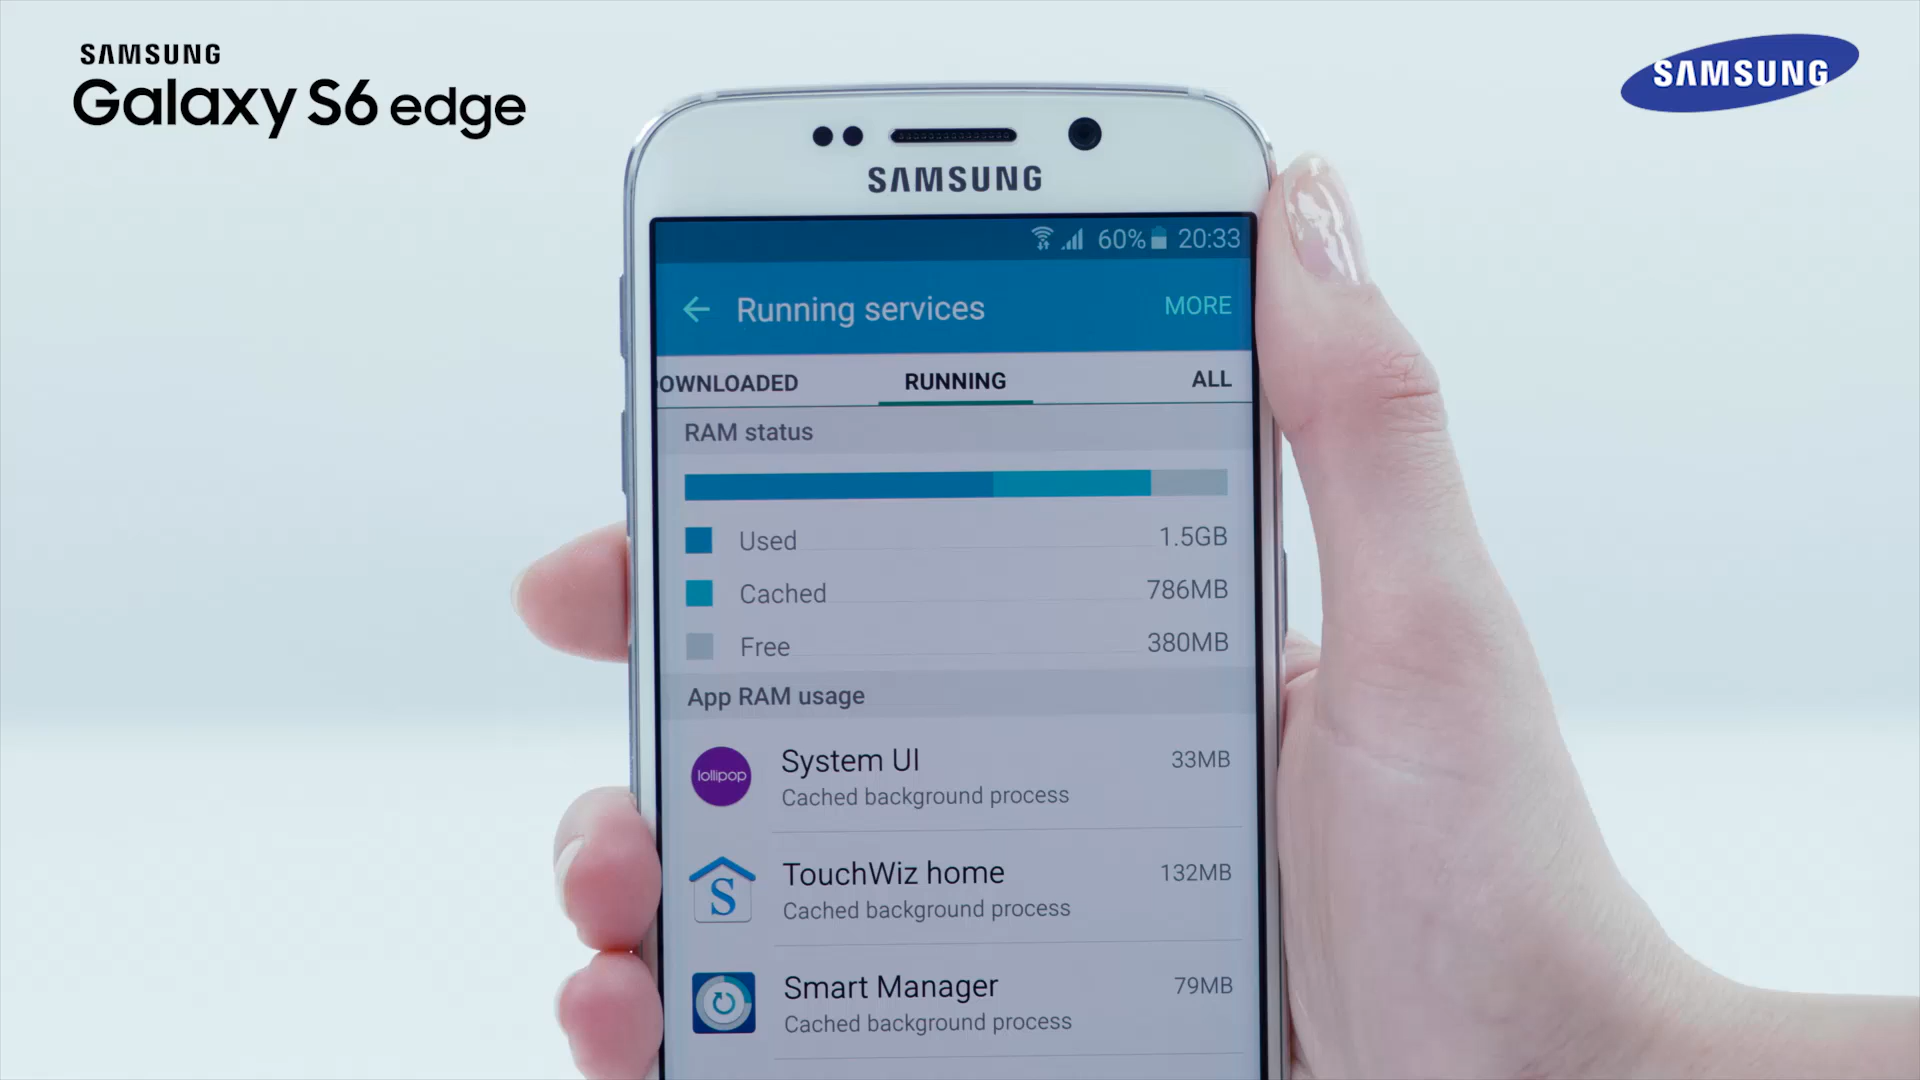 SAMSUNG
Galaxy S6 edge
SAMSUNG
SAMSUNG
60% 20:33
Running services MORE
OWNLOADED RUNNING ALL
RAM status
Used 1.5GB
Cached 786MB
Free 380MB
App RAM usage
lollipop
System UI 33MB
Cached background process
TouchWiz home 132MB
Cached background process
S
Smart Manager 79MB
Cached background process